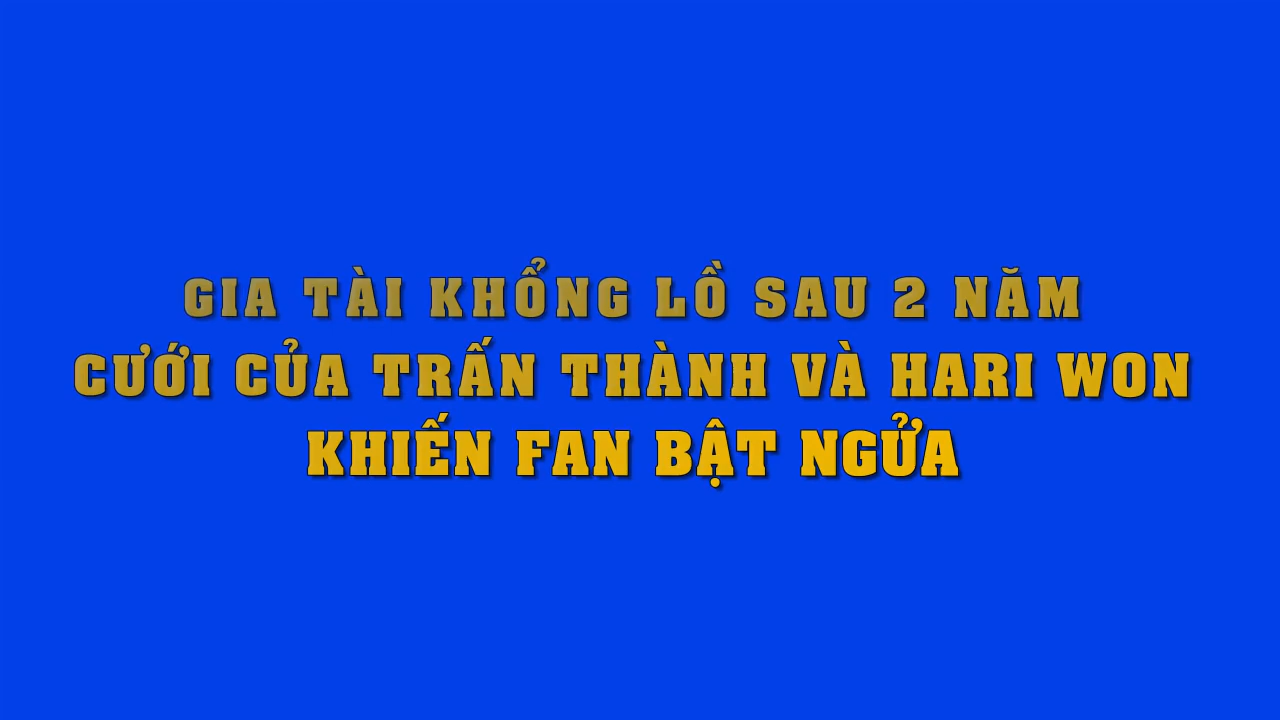 GIA TÀI KHỔNG LỒ SAU 2 NĂM
CƯỚI CỦA TRẤN THÀNH VÀ HARI WON
KHIẾN FAN BẬT NGỬA